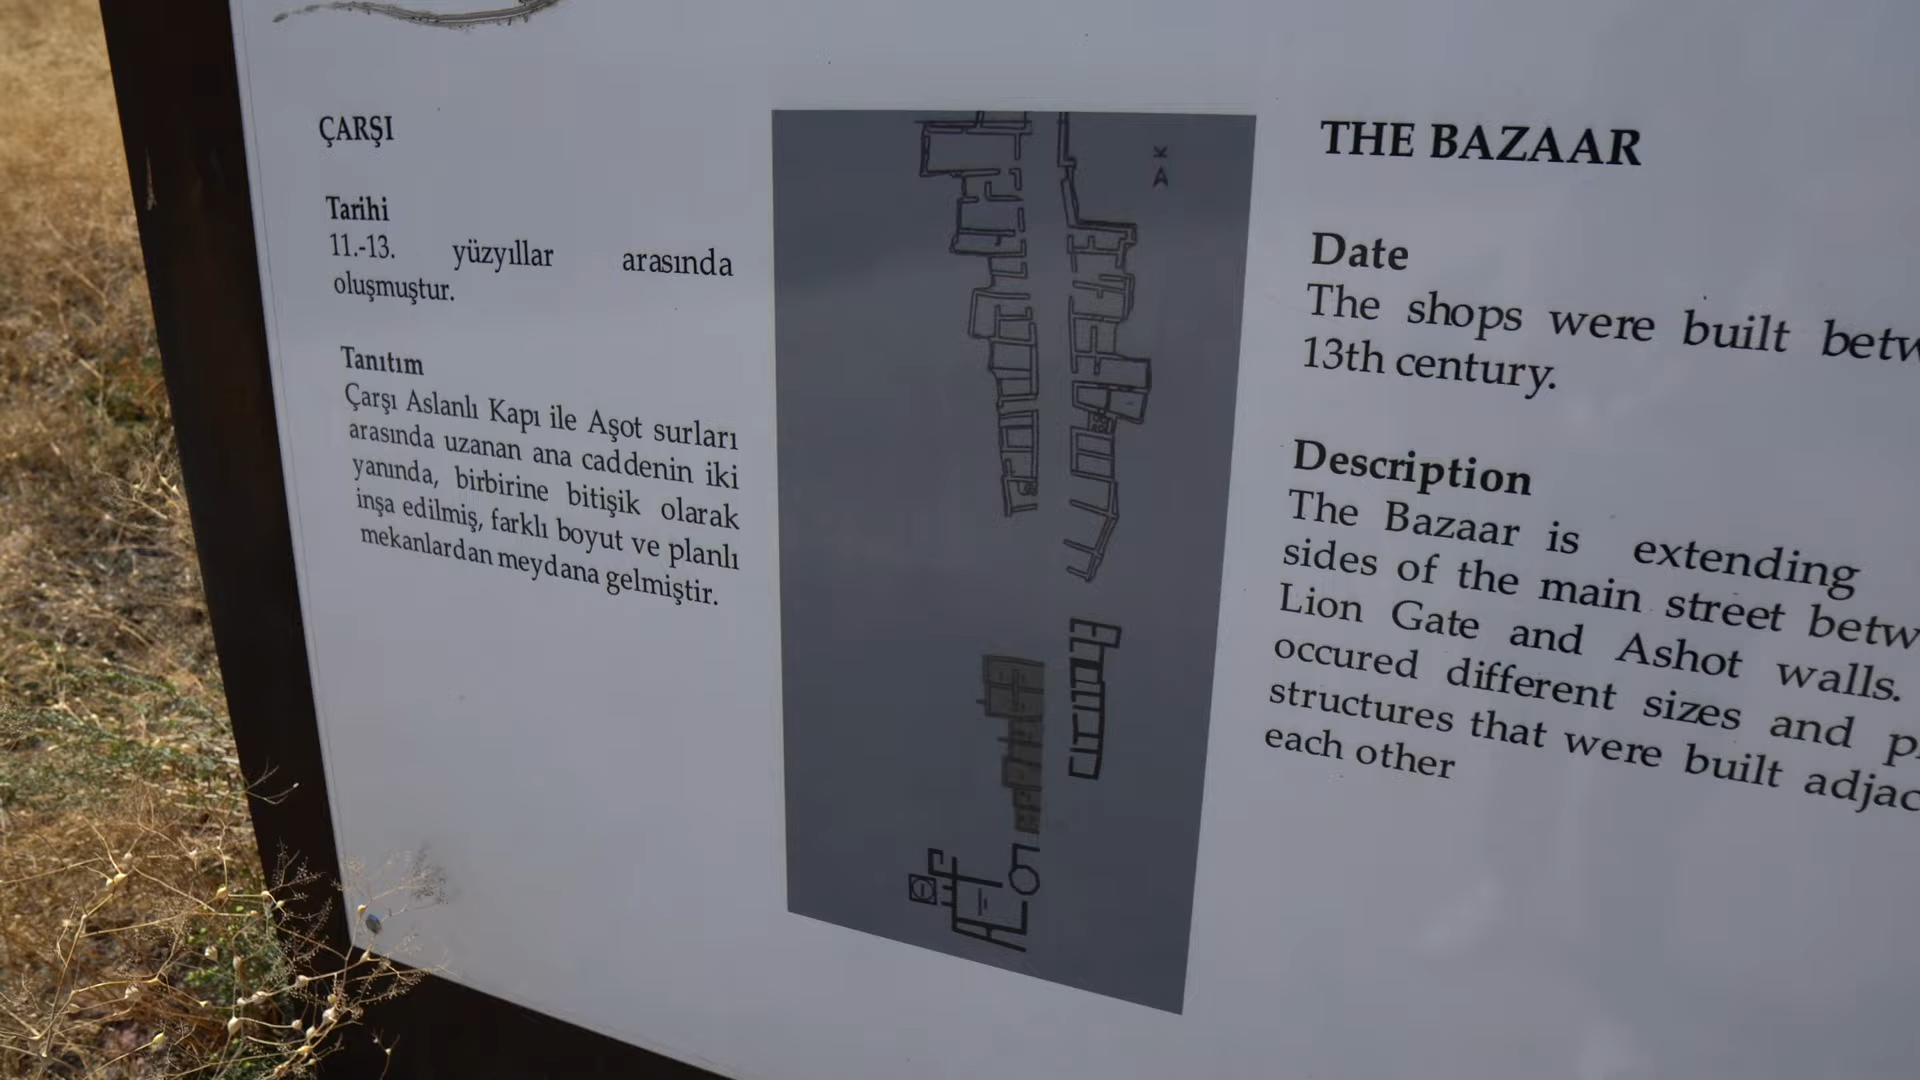 ÇARŞI
Tarihi
11.-13. yüzyıllar arasında
oluşmuştur.
Tanıtım
Çarşı Aslanlı Kapı ile Aşot surları
arasında uzanan ana caddenin iki
yanında, birbirine bitişik olarak
inşa edilmiş, farklı boyut ve planlı
mekanlardan meydana gelmiştir.
K
THE BAZAAR
Date
The shops were built betw
13th century.
Description
The Bazaar is extending
sides of the main street betw
Lion Gate and Ashot walls.
occured different sizes and p
structures that were built adjac
each other